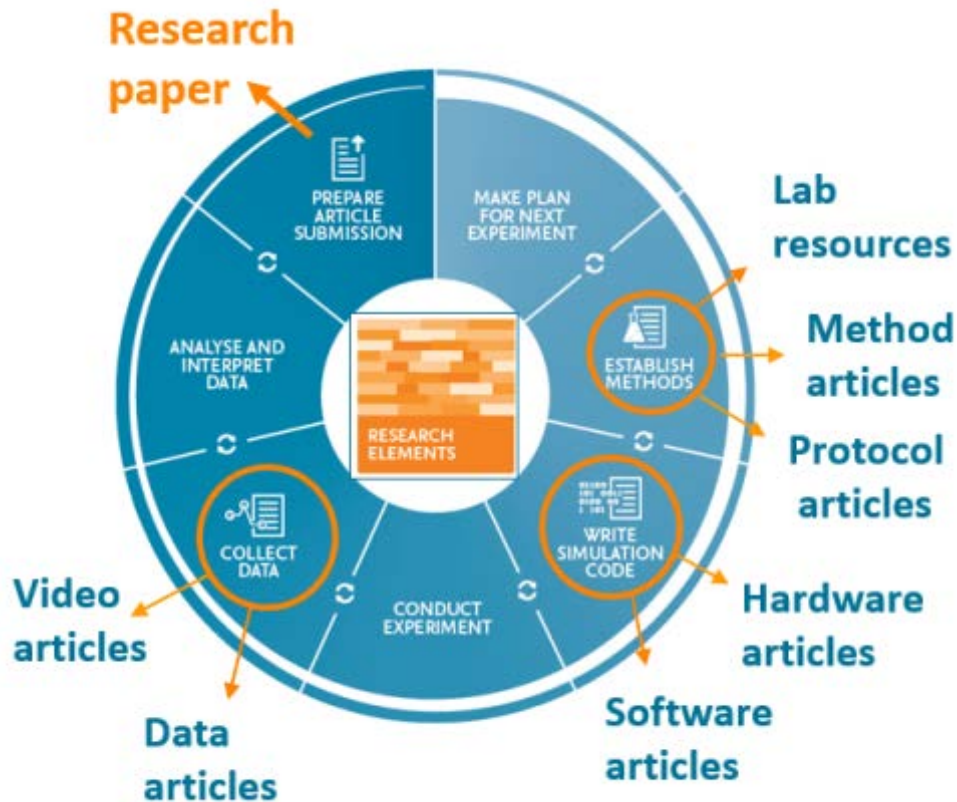 Research
paper
PREPARE
ARTICLE
SUBMISSION
MAKE PLAN
FOR NEXT
EXPERIMENT
Lab
resources
ESTABLISH
METHODS
Method
articles
Protocol
articles
WRITE
SIMULATION
CODE
Hardware
articles
Software
articles
CONDUCT
EXPERIMENT
COLLECT
DATA
Video
articles
Data
articles
ANALYSE AND
INTERPRET
DATA
RESEARCH
ELEMENTS